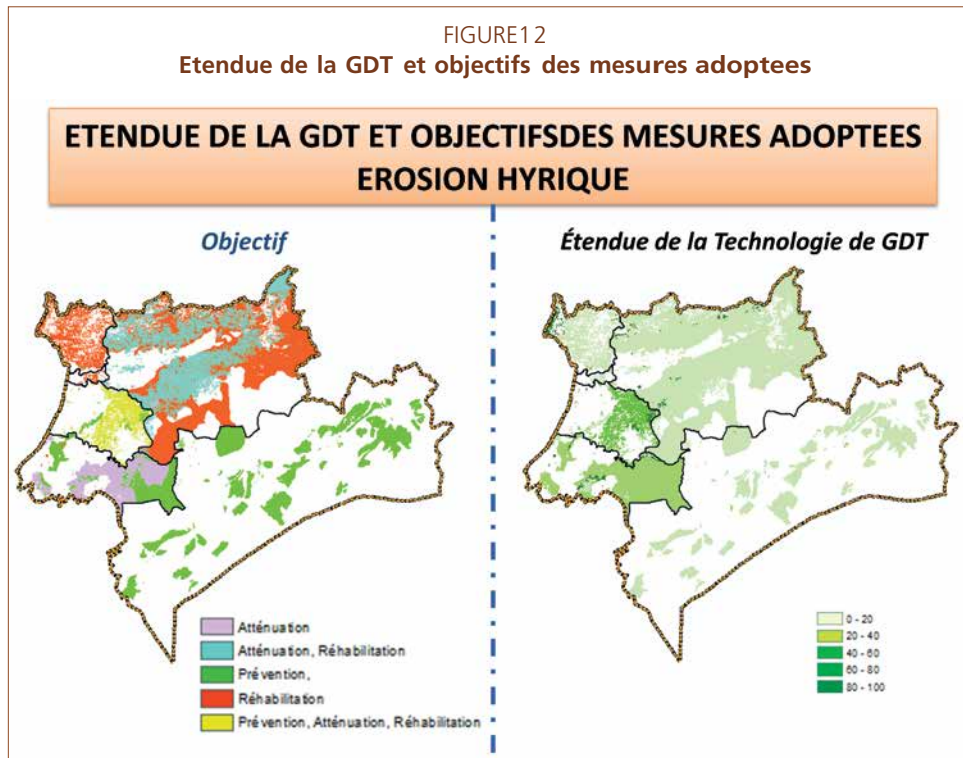 FIGURE12
Etendue de la GDT et objectifs des mesures adoptees
ETENDUE DE LA GDT ET OBJECTIFSDES MESURES ADOPTEES
EROSION HYRIQUE
Objectif
Étendue de la Technologie de GDT
Atténuation
Atténuation, Réhabilitation
Prévention,
Réhabilitation
Prévention, Atténuation, Réhabilitation
0 - 20
20 - 40
40 - 60
60 - 80
80 - 100